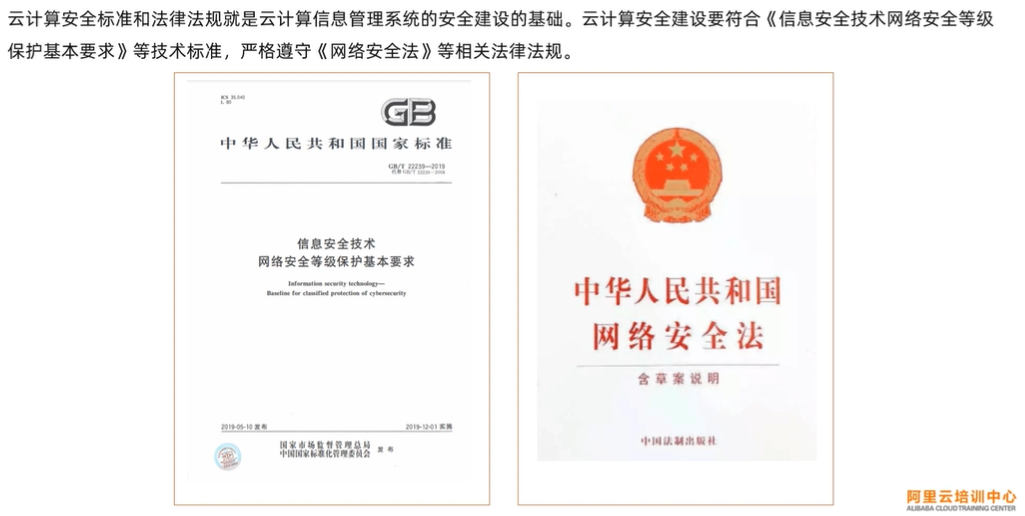 云计算安全标准和法律法规就是云计算信息管理系统的安全建设的基础。云计算安全建设要符合《信息安全技术网络安全等级
保护基本要求》等技术标准，严格遵守《网络安全法》等相关法律法规。
ICS 35.040
L 80
GB
中华人民共和国国家标准
GB/T 22239—2019
代替 GB/T 22239—2008
信息安全技术
网络安全等级保护基本要求
Information security technology—
Baseline for classified protection of cybersecurity
2019-05-10 发布
2019-12-01 实施
国家市场监督管理总局
中国国家标准化管理委员会
发布
中华人民共和国
网络安全法
含草案说明
中国法制出版社
阿里云培训中心
ALIBABA CLOUD TRAINING CENTER